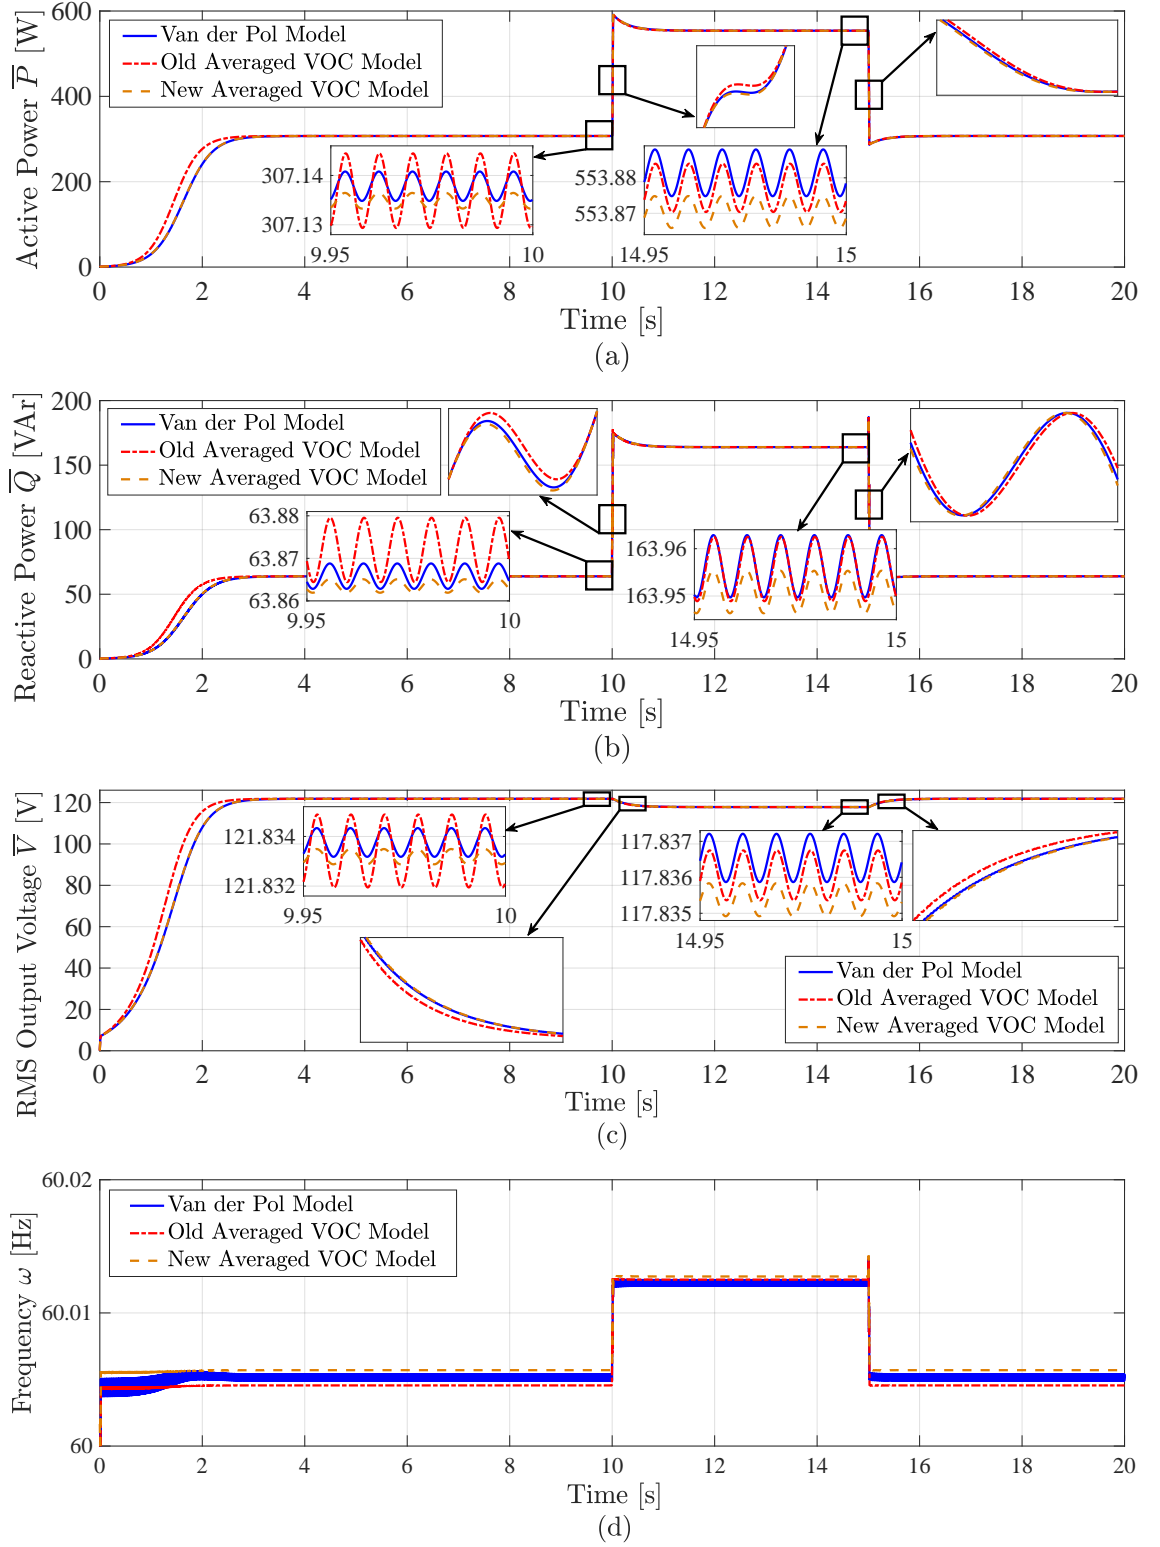 Active Power P [W]
600
400
200
0
Van der Pol Model
Old Averaged VOC Model
New Averaged VOC Model
307.14
307.13
9.95 10
553.88
553.87
14.95 15
0 2 4 6 8 10 12 14 16 18 20
Time [s]
(a)
Reactive Power Q [VAr]
200
150
100
50
0
Van der Pol Model
Old Averaged VOC Model
New Averaged VOC Model
63.88
63.87
63.86
9.95 10
163.96
163.95
14.95 15
0 2 4 6 8 10 12 14 16 18 20
Time [s]
(b)
RMS Output Voltage V [V]
120
100
80
60
40
20
0
121.834
121.832
9.95 10
117.837
117.836
117.835
14.95 15
Van der Pol Model
Old Averaged VOC Model
New Averaged VOC Model
0 2 4 6 8 10 12 14 16 18 20
Time [s]
(c)
Frequency ω [Hz]
60.02
60.01
60
Van der Pol Model
Old Averaged VOC Model
New Averaged VOC Model
0 2 4 6 8 10 12 14 16 18 20
Time [s]
(d)